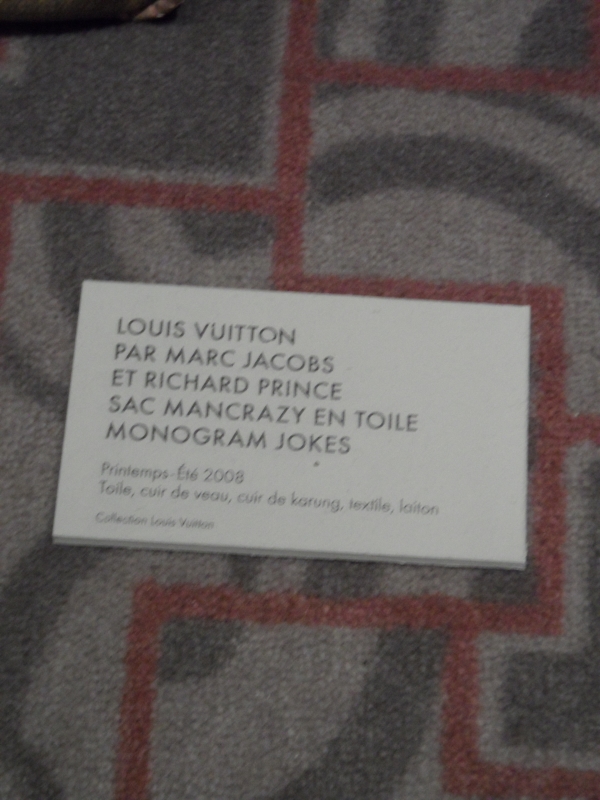 LOUIS VUITTON
PAR MARC JACOBS
ET RICHARD PRINCE
SAC MANCRAZY EN TOILE
MONOGRAM JOKES
Printemps-Été 2008
Toile, cuir de veau, cuir de karung, textile, laiton
Collection Louis Vuitton